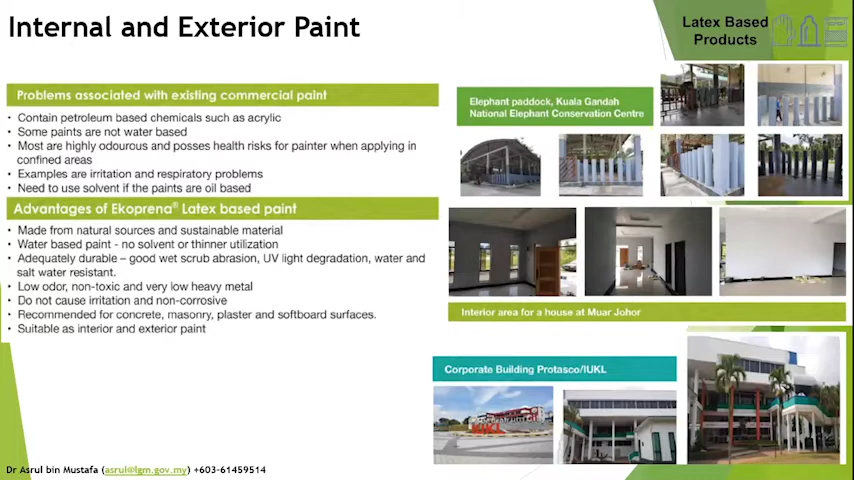 Internal and Exterior Paint
Latex Based
Products
Problems associated with existing commercial paint
• Contain petroleum based chemicals such as acrylic
• Some paints are not water based
• Most are highly odourous and posses health risks for painter when applying in
confined areas
• Examples are irritation and respiratory problems
• Need to use solvent if the paints are oil based
Advantages of Ekoprena® Latex based paint
• Made from natural sources and sustainable material
• Water based paint - no solvent or thinner utilization
• Adequately durable – good wet scrub abrasion, UV light degradation, water and
salt water resistant.
• Low odor, non-toxic and very low heavy metal
• Do not cause irritation and non-corrosive
• Recommended for concrete, masonry, plaster and softboard surfaces.
• Suitable as interior and exterior paint
Elephant paddock, Kuala Gandah
National Elephant Conservation Centre
Interior area for a house at Muar Johor
Corporate Building Protasco/IUKL
IUKL
Dr Asrul bin Mustafa (asrul@lgm.gov.my) +603-61459514